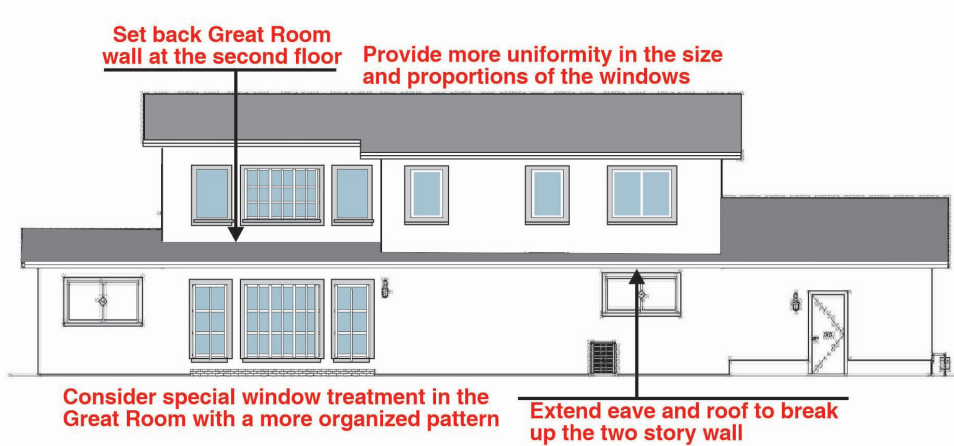 Set back Great Room
wall at the second floor
Provide more uniformity in the size
and proportions of the windows
Consider special window treatment in the
Great Room with a more organized pattern
Extend eave and roof to break
up the two story wall